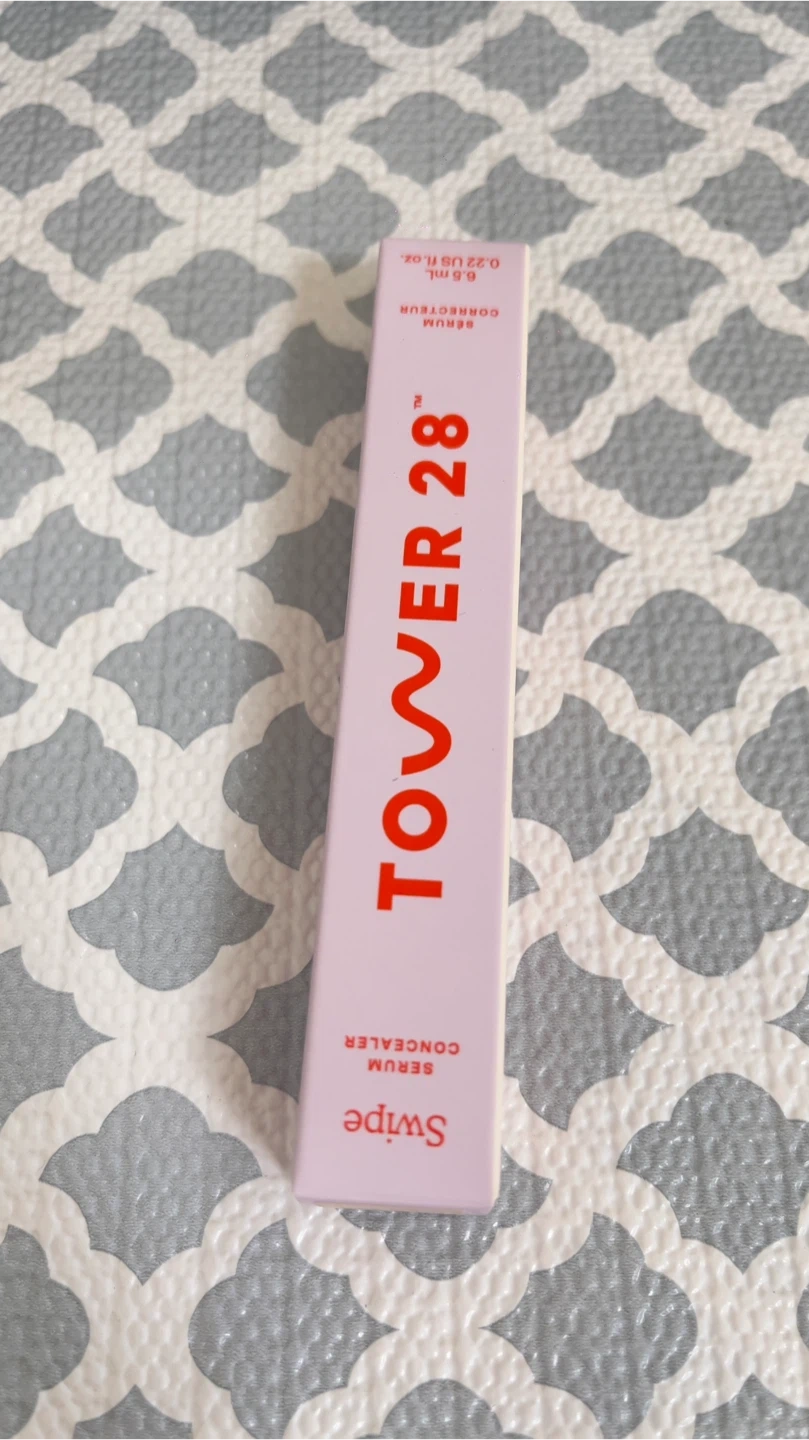 Swipe
SERUM
CONCEALER
TOWER 28™
SÉRUM
CORRECTEUR
6.5 mL
0.22 US fl.oz.